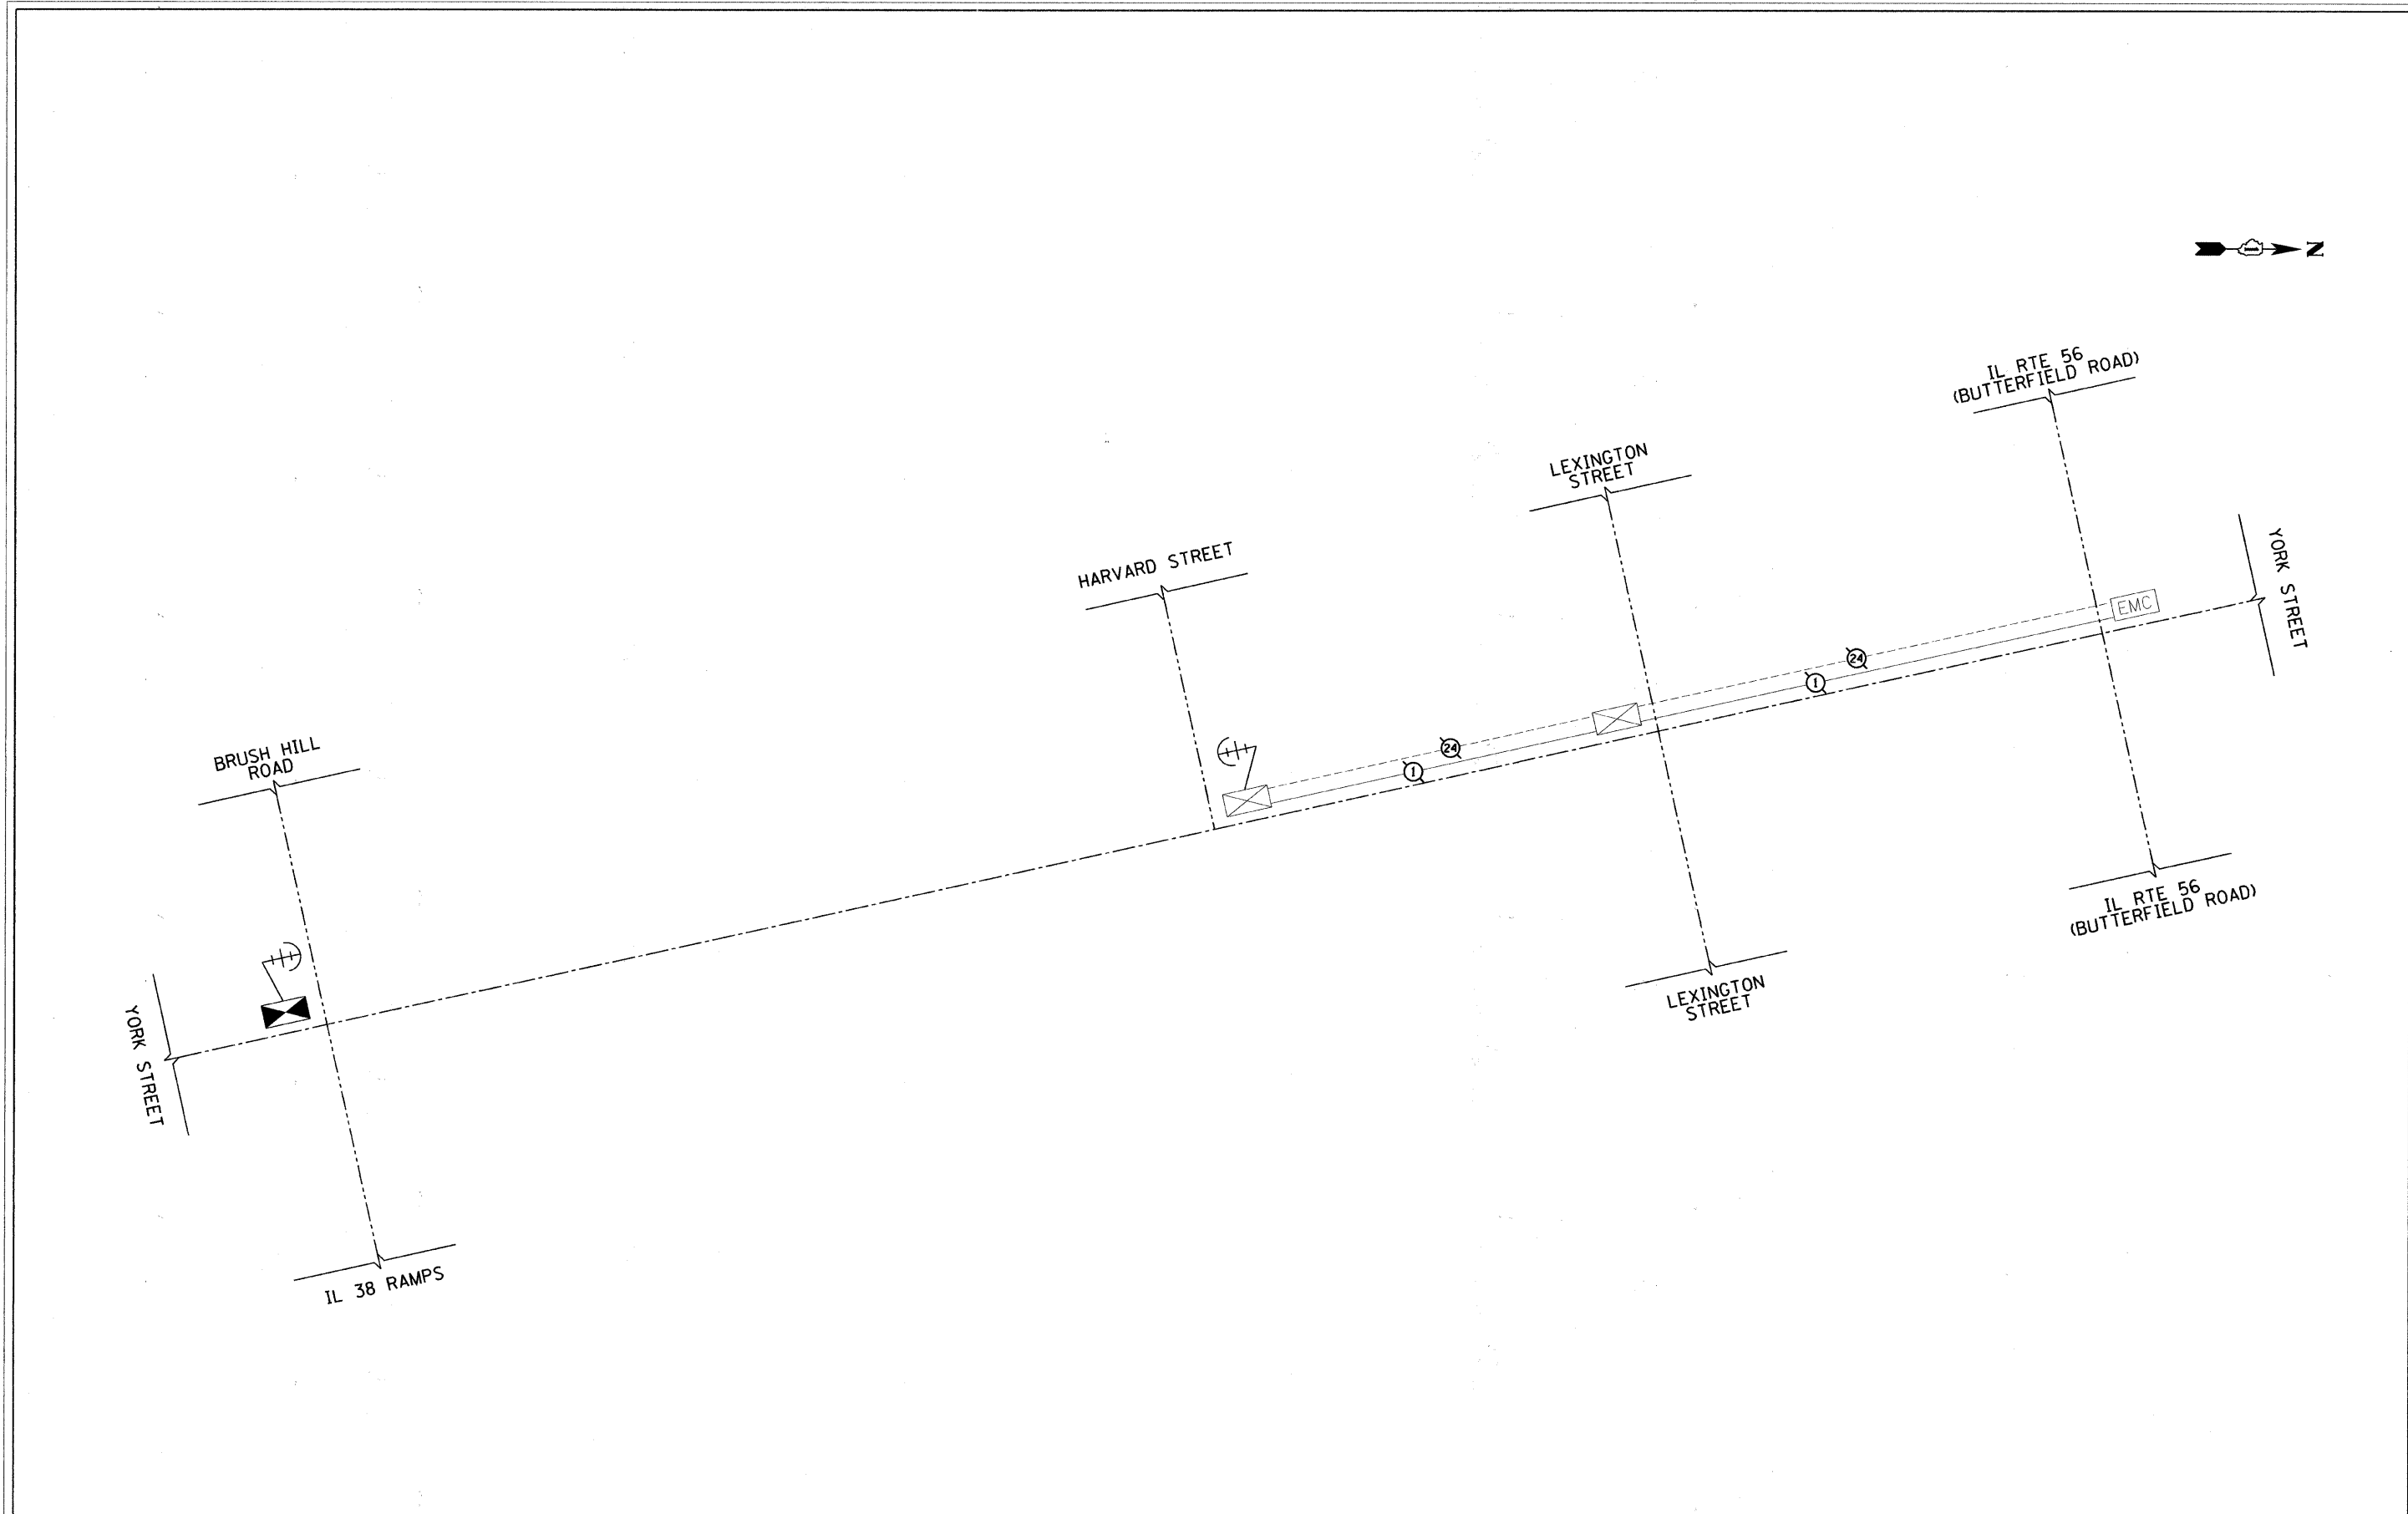 N
IL RTE 56
(BUTTERFIELD ROAD)
LEXINGTON
STREET
HARVARD STREET
YORK STREET
EMC
24
1
24
1
BRUSH HILL
ROAD
IL RTE 56
(BUTTERFIELD ROAD)
LEXINGTON
STREET
YORK STREET
IL 38 RAMPS